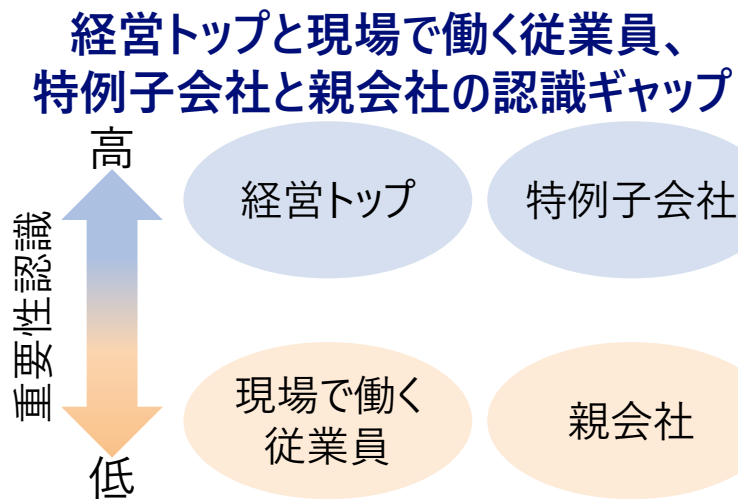 経営トップと現場で働く従業員、
特例子会社と親会社の認識ギャップ
高
重要性認識
経営トップ
特例子会社
現場で働く
従業員
親会社
低